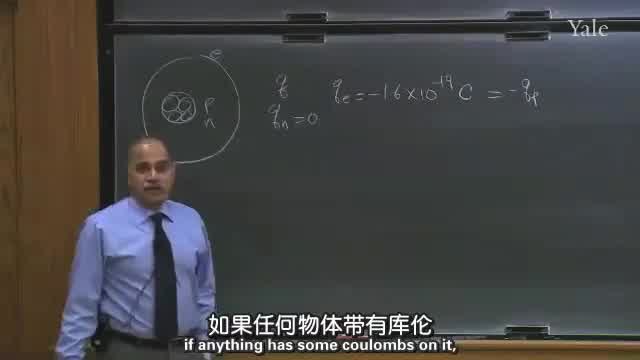 Yale
e
p
n
q
q_e = -1.6 × 10^-19 C = -q_p
q_n = 0
如果任何物体带有库伦
if anything has some coulombs on it,